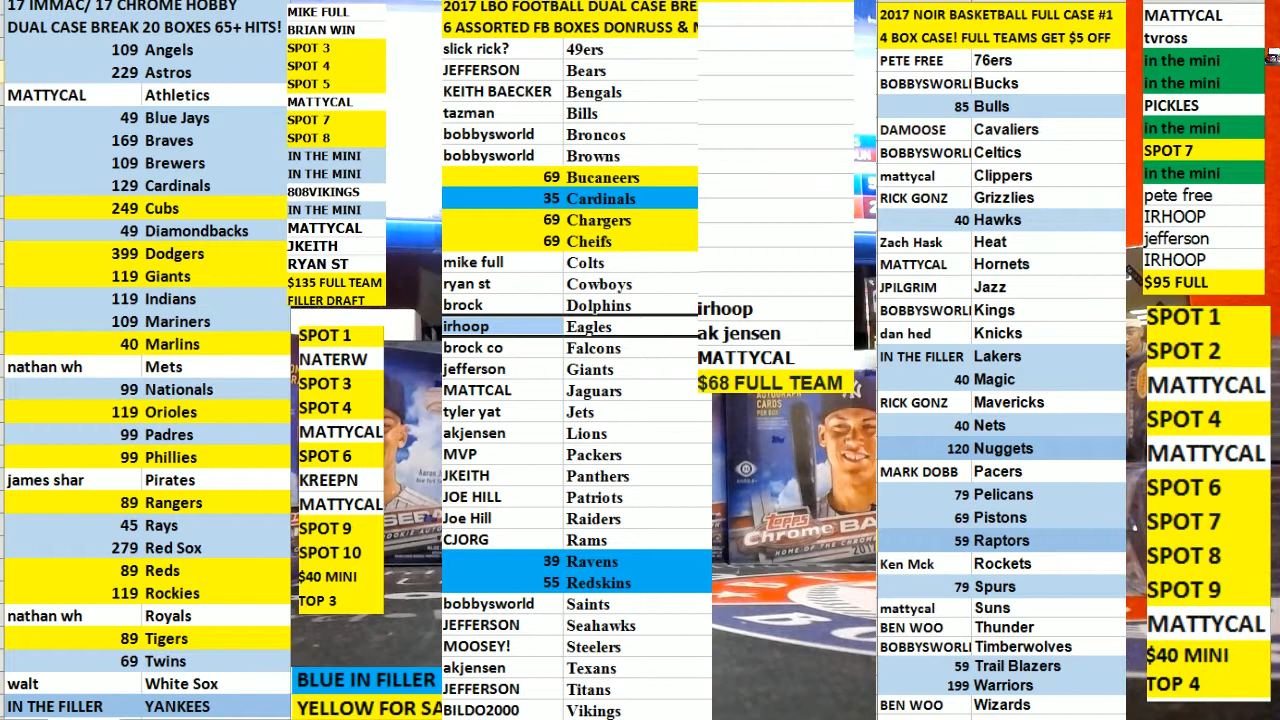 17 IMMAC/ 17 CHROME HOBBY
DUAL CASE BREAK 20 BOXES 65+ HITS!
109 Angels
229 Astros
MATTYCAL Athletics
49 Blue Jays
169 Braves
109 Brewers
129 Cardinals
249 Cubs
49 Diamondbacks
399 Dodgers
119 Giants
119 Indians
109 Mariners
40 Marlins
nathan wh Mets
99 Nationals
119 Orioles
99 Padres
99 Phillies
james shar Pirates
89 Rangers
45 Rays
279 Red Sox
89 Reds
119 Rockies
nathan wh Royals
89 Tigers
69 Twins
walt White Sox
IN THE FILLER YANKEES
MIKE FULL
BRIAN WIN
SPOT 3
SPOT 4
SPOT 5
MATTYCAL
SPOT 7
SPOT 8
IN THE MINI
IN THE MINI
808VIKINGS
IN THE MINI
MATTYCAL
JKEITH
RYAN ST
$135 FULL TEAM
FILLER DRAFT
SPOT 1
NATERW
SPOT 3
SPOT 4
MATTYCAL
SPOT 6
KREEPN
MATTYCAL
SPOT 9
SPOT 10
$40 MINI
TOP 3
BLUE IN FILLER
YELLOW FOR SA
2017 LBO FOOTBALL DUAL CASE BRE
6 ASSORTED FB BOXES DONRUSS &
slick rick? 49ers
JEFFERSON Bears
KEITH BAECKER Bengals
tazman Bills
bobbysworld Broncos
bobbysworld Browns
69 Bucaneers
35 Cardinals
69 Chargers
69 Cheifs
mike full Colts
ryan st Cowboys
brock Dolphins
irhoop Eagles
brock co Falcons
jefferson Giants
MATTCAL Jaguars
tyler yat Jets
akjensen Lions
MVP Packers
JKEITH Panthers
JOE HILL Patriots
Joe Hill Raiders
CJORG Rams
39 Ravens
55 Redskins
bobbysworld Saints
JEFFERSON Seahawks
MOOSEY! Steelers
akjensen Texans
JEFFERSON Titans
BILDO2000 Vikings
irhoop
ak jensen
MATTYCAL
$68 FULL TEAM
AUTOGRAPH
CARDS
PER BOX
Topps
Chrome BA
2017 NOIR BASKETBALL FULL CASE #1
4 BOX CASE! FULL TEAMS GET $5 OFF
PETE FREE 76ers
BOBBYSWORL Bucks
85 Bulls
DAMOOSE Cavaliers
BOBBYSWORL Celtics
mattycal Clippers
RICK GONZ Grizzlies
40 Hawks
Zach Hask Heat
MATTYCAL Hornets
JPILGRIM Jazz
BOBBYSWORL Kings
dan hed Knicks
IN THE FILLER Lakers
40 Magic
RICK GONZ Mavericks
40 Nets
120 Nuggets
MARK DOBB Pacers
79 Pelicans
69 Pistons
59 Raptors
Ken Mck Rockets
79 Spurs
mattycal Suns
BEN WOO Thunder
BOBBYSWORL Timberwolves
59 Trail Blazers
199 Warriors
BEN WOO Wizards
MATTYCAL
tvross
in the mini
in the mini
PICKLES
in the mini
SPOT 7
in the mini
pete free
IRHOOP
jefferson
IRHOOP
$95 FULL
SPOT 1
SPOT 2
MATTYCAL
SPOT 4
MATTYCAL
SPOT 6
SPOT 7
SPOT 8
SPOT 9
MATTYCAL
$40 MINI
TOP 4